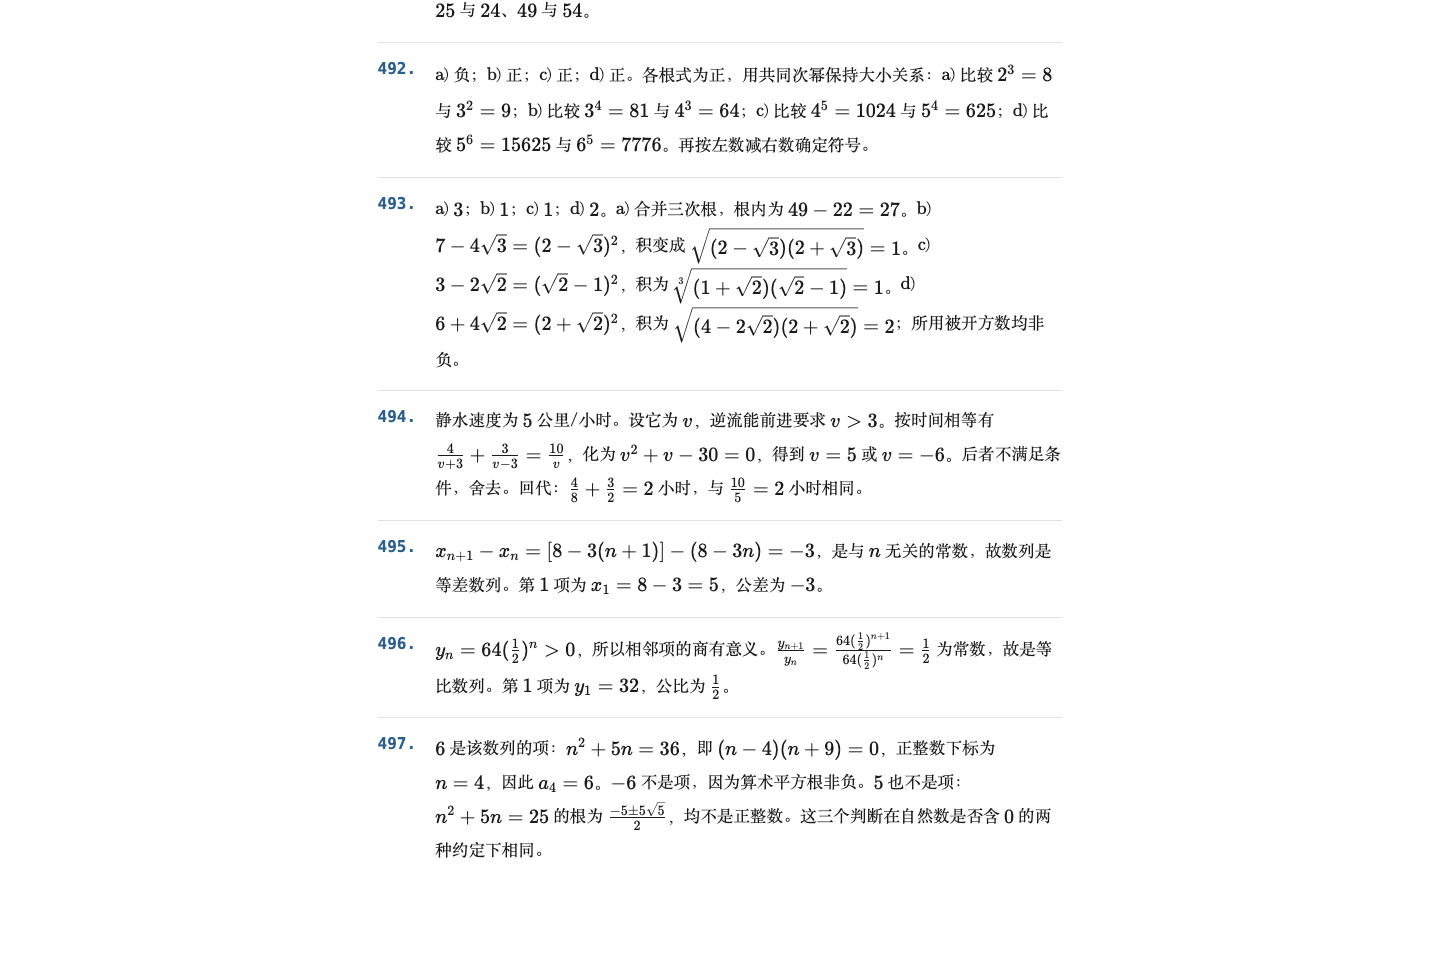 25 与 24、49 与 54。
492. a) 负；b) 正；c) 正；d) 正。各根式为正，用共同次幂保持大小关系：a) 比较 2³ = 8
与 3² = 9；b) 比较 3⁴ = 81 与 4³ = 64；c) 比较 4⁵ = 1024 与 5⁴ = 625；d) 比
较 5⁶ = 15625 与 6⁵ = 7776。再按左数减右数确定符号。
493. a) 3；b) 1；c) 1；d) 2。a) 合并三次根，根内为 49 − 22 = 27。b)
7 − 4√3 = (2 − √3)²，积变成 √((2 − √3)(2 + √3)) = 1。c)
3 − 2√2 = (√2 − 1)²，积为 ∛((1 + √2)(√2 − 1)) = 1。d)
6 + 4√2 = (2 + √2)²，积为 √((4 − 2√2)(2 + √2)) = 2；所用被开方数均非
负。
494. 静水速度为 5 公里/小时。设它为 v，逆流能前进要求 v > 3。按时间相等有
4/(v+3) + 3/(v−3) = 10/v，化为 v² + v − 30 = 0，得到 v = 5 或 v = −6。后者不满足条
件，舍去。回代：4/8 + 3/2 = 2 小时，与 10/5 = 2 小时相同。
495. xₙ₊₁ − xₙ = [8 − 3(n + 1)] − (8 − 3n) = −3，是与 n 无关的常数，故数列是
等差数列。第 1 项为 x₁ = 8 − 3 = 5，公差为 −3。
496. yₙ = 64(1/2)ⁿ > 0，所以相邻项的商有意义。yₙ₊₁/yₙ = 64(1/2)ⁿ⁺¹/64(1/2)ⁿ = 1/2 为常数，故是等
比数列。第 1 项为 y₁ = 32，公比为 1/2。
497. 6 是该数列的项：n² + 5n = 36，即 (n − 4)(n + 9) = 0，正整数下标为
n = 4，因此 a₄ = 6。−6 不是项，因为算术平方根非负。5 也不是项：
n² + 5n = 25 的根为 (−5±5√5)/2，均不是正整数。这三个判断在自然数是否含 0 的两
种约定下相同。